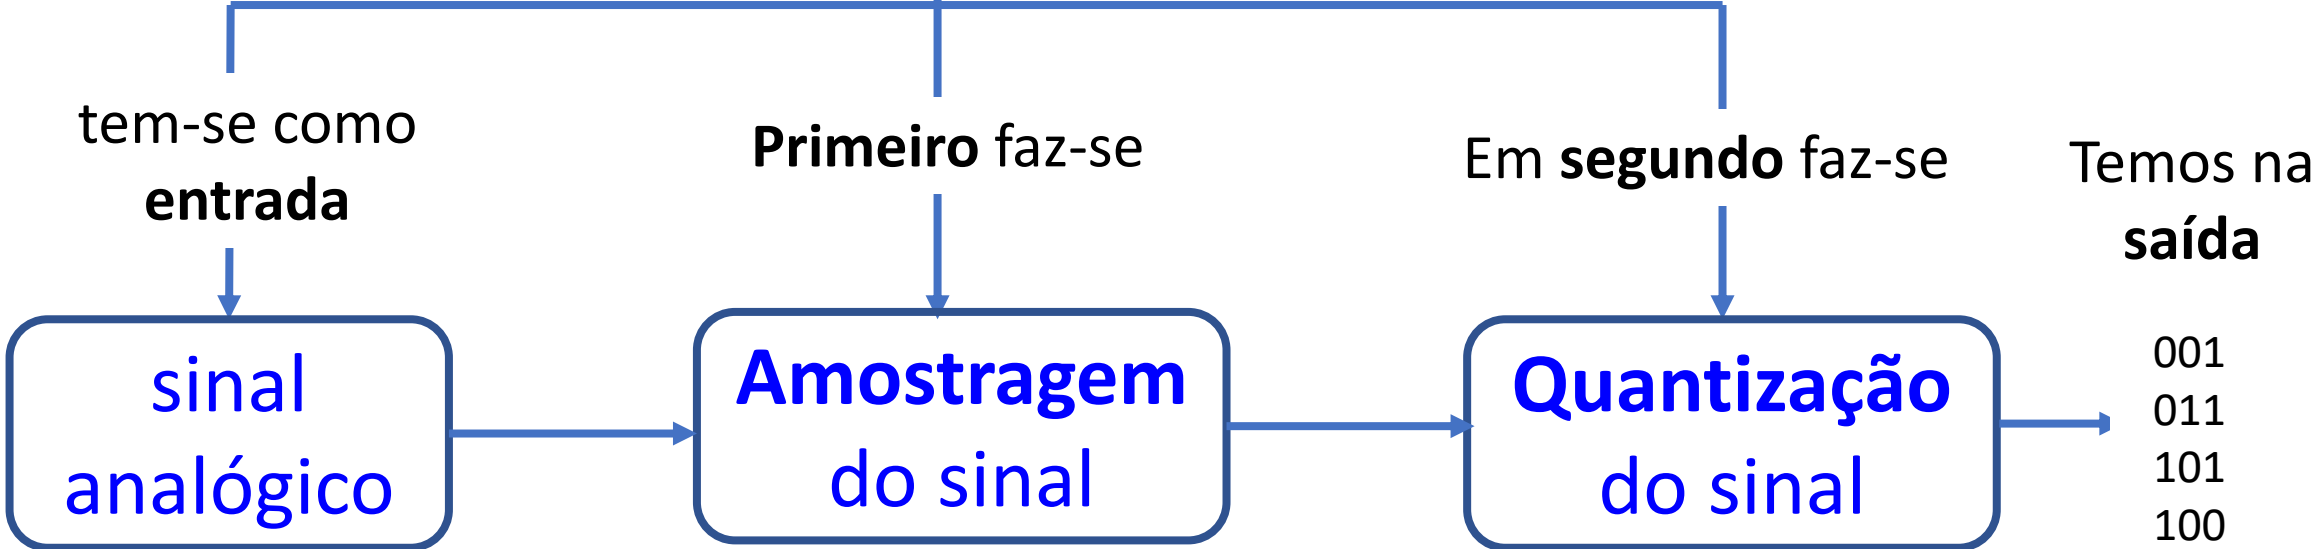 tem-se como
entrada
Primeiro faz-se
Em segundo faz-se
Temos na
saída
sinal
analógico
Amostragem
do sinal
Quantização
do sinal
001
011
101
100